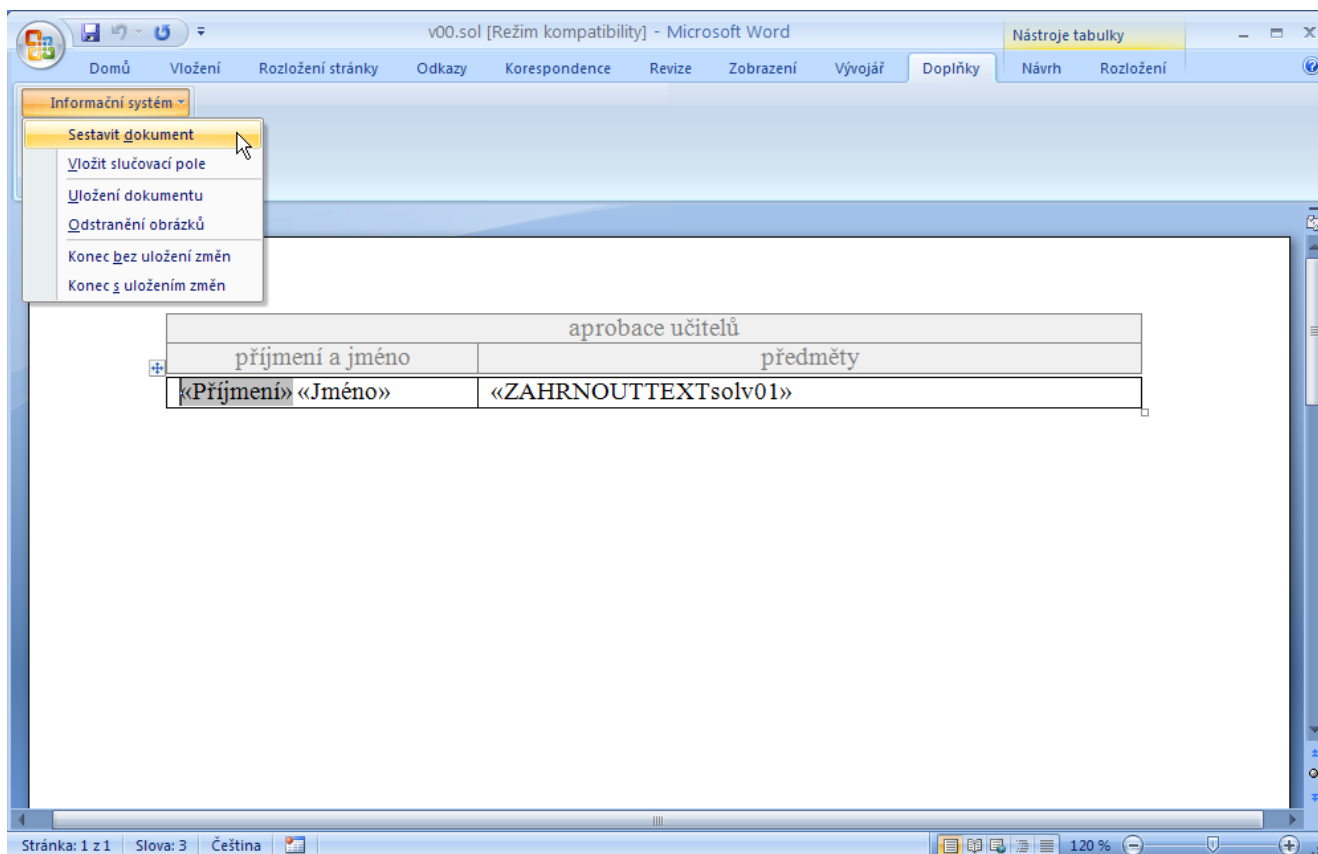 v00.sol [Režim kompatibility] - Microsoft Word
Nástroje tabulky
Domů Vložení Rozložení stránky Odkazy Korespondence Revize Zobrazení Vývojář Doplňky Návrh Rozložení
Informační systém
Sestavit dokument
Vložit slučovací pole
Uložení dokumentu
Odstranění obrázků
Konec bez uložení změn
Konec s uložením změn
aprobace učitelů
příjmení a jméno předměty
«Příjmení» «Jméno» «ZAHRNOUTTEXTsolv01»
Stránka: 1 z 1 Slova: 3 Čeština 120 %